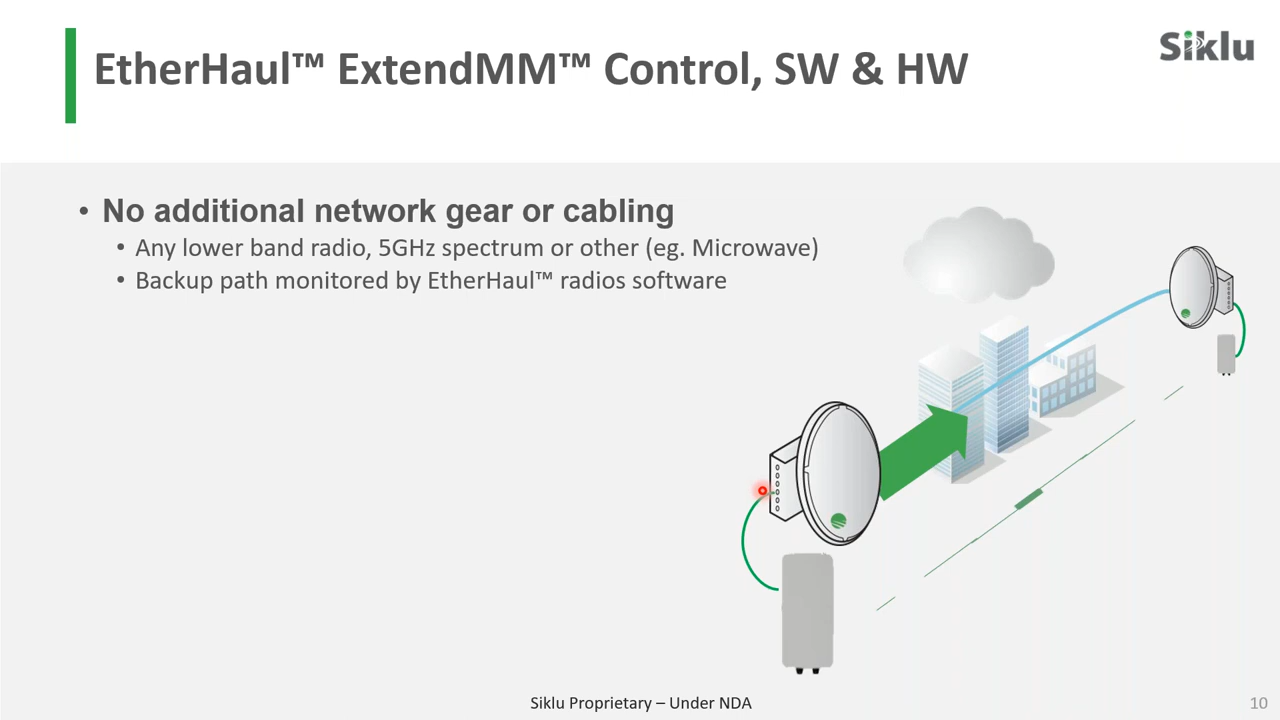 EtherHaul™ ExtendMM™ Control, SW & HW
Siklu
• No additional network gear or cabling
• Any lower band radio, 5GHz spectrum or other (eg. Microwave)
• Backup path monitored by EtherHaul™ radios software
Siklu Proprietary – Under NDA
10